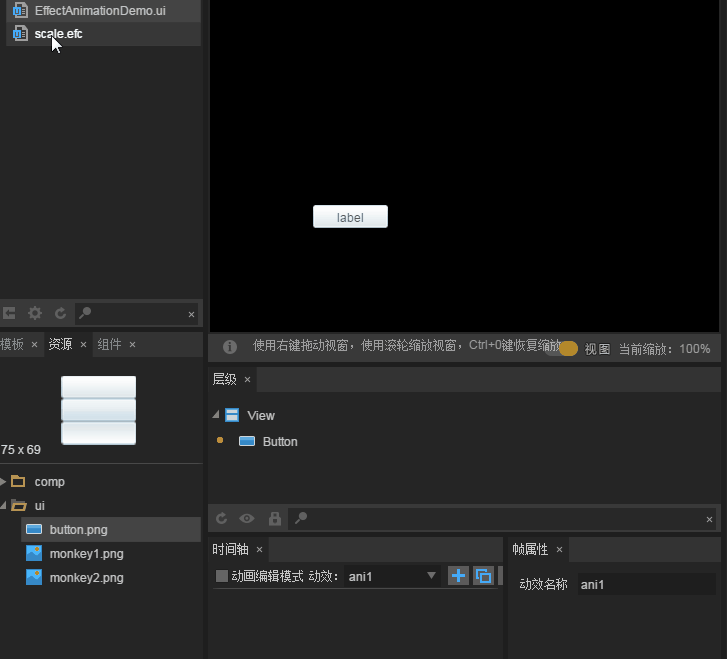 EffectAnimationDemo.ui
scale.efc
label
使用右键拖动视窗，使用滚轮缩放视窗，Ctrl+0键恢复缩放 视图 当前缩放：100%
模板 × 资源 × 组件 ×
75 x 69
comp
ui
button.png
monkey1.png
monkey2.png
层级 ×
View
Button
时间轴 ×
动画编辑模式 动效： ani1
帧属性 ×
动效名称 ani1